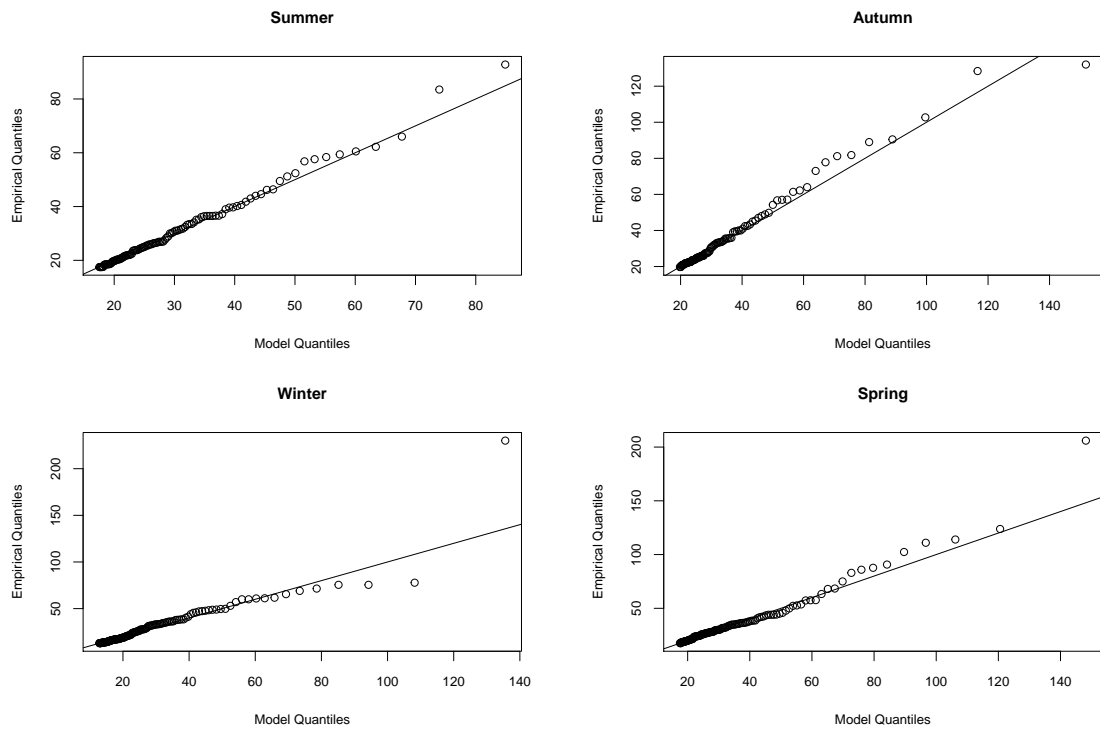 Summer
Empirical Quantiles
80
60
40
20
20 30 40 50 60 70 80
Model Quantiles
Autumn
Empirical Quantiles
120
100
80
60
40
20
20 40 60 80 100 120 140
Model Quantiles
Winter
Empirical Quantiles
200
150
100
50
20 40 60 80 100 120 140
Model Quantiles
Spring
Empirical Quantiles
200
150
100
50
20 40 60 80 100 120 140
Model Quantiles